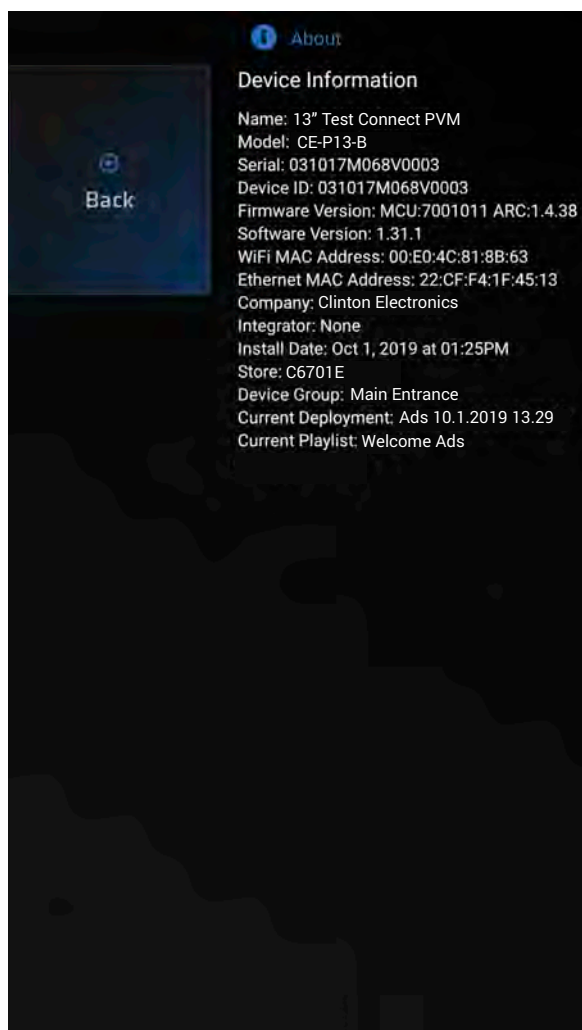 About
Back
Device Information
Name: 13” Test Connect PVM
Model: CE-P13-B
Serial: 031017M068V0003
Device ID: 031017M068V0003
Firmware Version: MCU:7001011 ARC:1.4.38
Software Version: 1.31.1
WiFi MAC Address: 00:E0:4C:81:8B:63
Ethernet MAC Address: 22:CF:F4:1F:45:13
Company: Clinton Electronics
Integrator: None
Install Date: Oct 1, 2019 at 01:25PM
Store: C6701E
Device Group: Main Entrance
Current Deployment: Ads 10.1.2019 13.29
Current Playlist: Welcome Ads